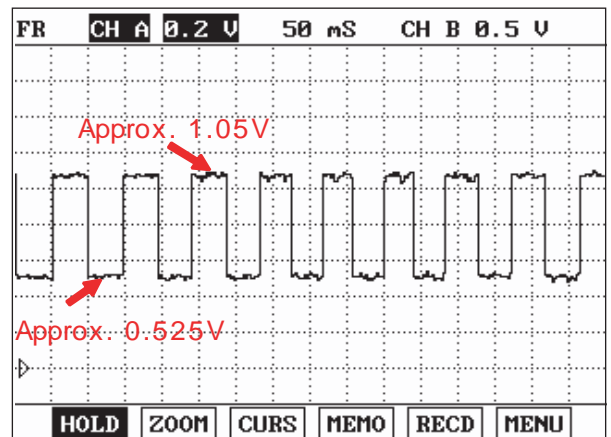 FR CH A 0.2 V 50 mS CH B 0.5 V
Approx. 1.05V
Approx. 0.525V
HOLD ZOOM CURS MEMO RECD MENU